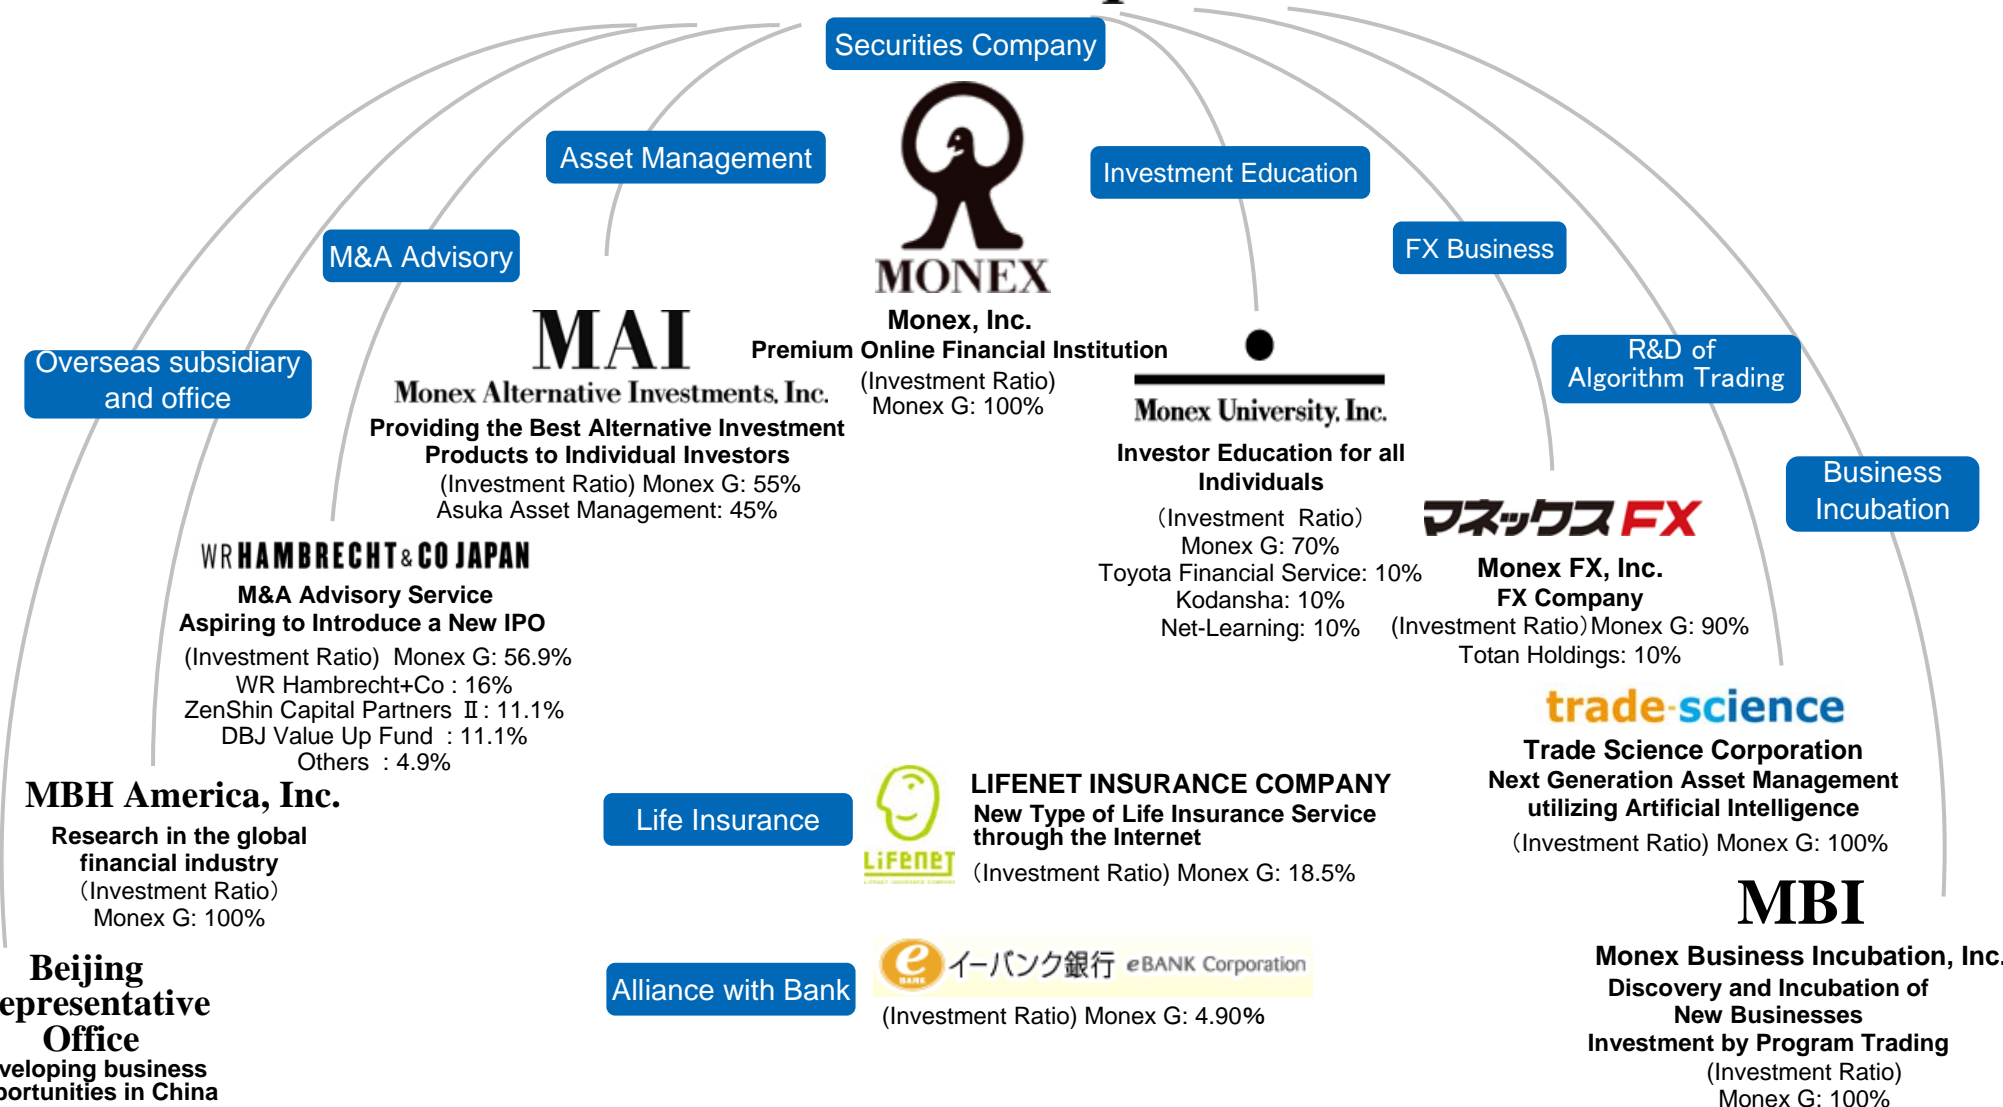 Securities Company
Asset Management
Investment Education
M&A Advisory
FX Business
MONEX
Monex, Inc.
Premium Online Financial Institution
(Investment Ratio)
Monex G: 100%
MAI
Monex Alternative Investments, Inc.
Providing the Best Alternative Investment
Products to Individual Investors
(Investment Ratio) Monex G: 55%
Asuka Asset Management: 45%
Overseas subsidiary
and office
R&D of
Algorithm Trading
Monex University, Inc.
Investor Education for all
Individuals
(Investment Ratio)
Monex G: 70%
Toyota Financial Service: 10%
Kodansha: 10%
Net-Learning: 10%
Business
Incubation
マネックス FX
Monex FX, Inc.
FX Company
(Investment Ratio)Monex G: 90%
Totan Holdings: 10%
WR HAMBRECHT & CO JAPAN
M&A Advisory Service
Aspiring to Introduce a New IPO
(Investment Ratio) Monex G: 56.9%
WR Hambrecht+Co : 16%
ZenShin Capital Partners Ⅱ: 11.1%
DBJ Value Up Fund : 11.1%
Others : 4.9%
trade-science
Trade Science Corporation
Next Generation Asset Management
utilizing Artificial Intelligence
(Investment Ratio) Monex G: 100%
MBH America, Inc.
Research in the global
financial industry
(Investment Ratio)
Monex G: 100%
Life Insurance
LiFENET
LIFENET INSURANCE COMPANY
New Type of Life Insurance Service
through the Internet
(Investment Ratio) Monex G: 18.5%
MBI
Monex Business Incubation, Inc.
Discovery and Incubation of
New Businesses
Investment by Program Trading
(Investment Ratio)
Monex G: 100%
Beijing
epresentative
Office
veloping business
portunities in China
Alliance with Bank
e BANK イーバンク銀行 eBANK Corporation
(Investment Ratio) Monex G: 4.90%